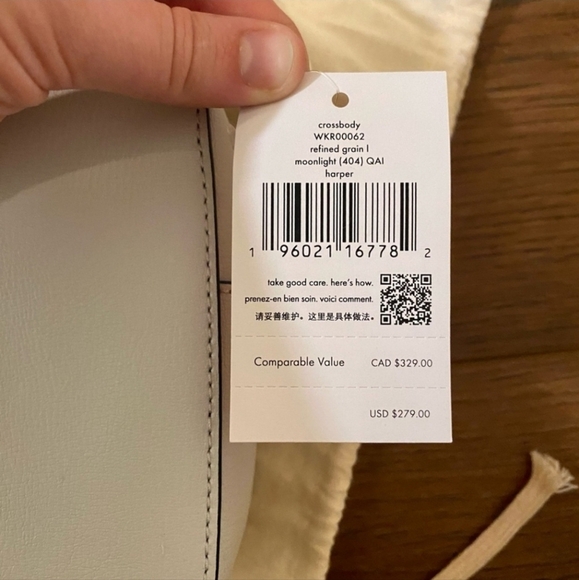 crossbody
WKR00062
refined grain l
moonlight (404) QAI
harper
1 96021 16778 2
take good care. here's how.
prenez-en bien soin. voici comment.
请妥善维护。这里是具体做法。
Comparable Value CAD $329.00
USD $279.00